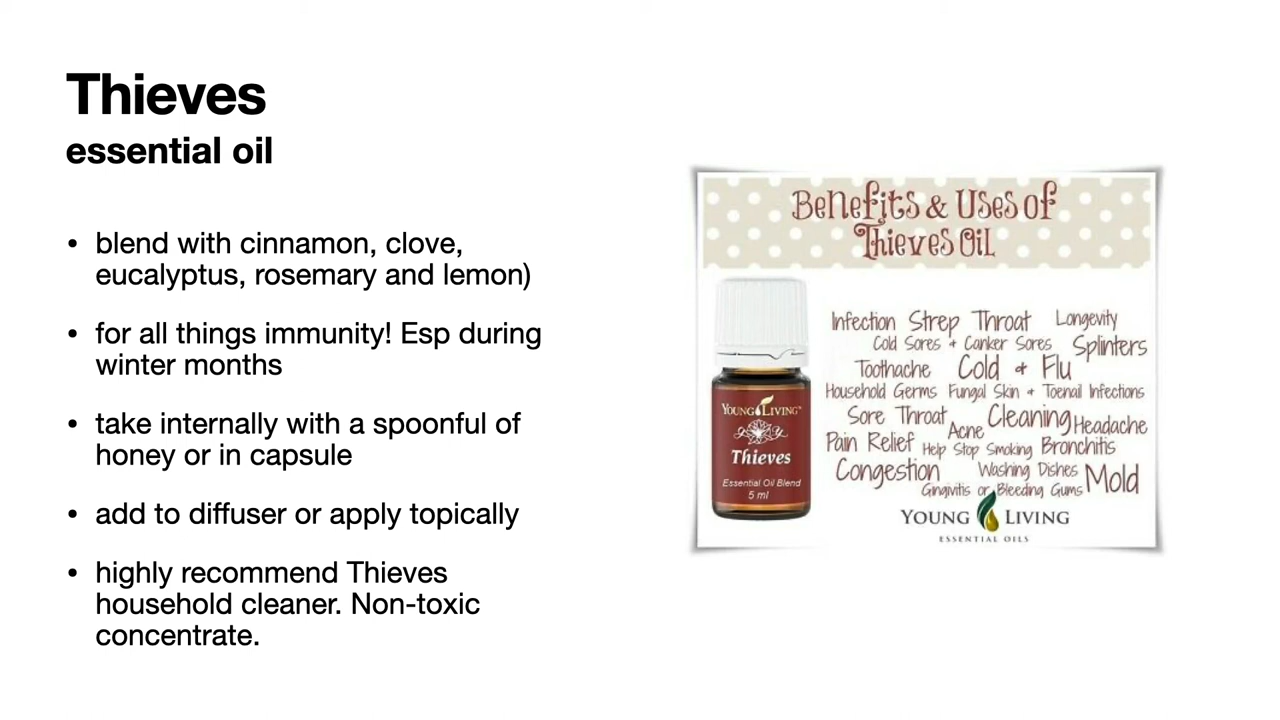 Thieves
essential oil
• blend with cinnamon, clove,
eucalyptus, rosemary and lemon)
• for all things immunity! Esp during
winter months
• take internally with a spoonful of
honey or in capsule
• add to diffuser or apply topically
• highly recommend Thieves
household cleaner. Non-toxic
concentrate.
Benefits & Uses of
Thieves Oil
Infection Strep Throat Longevity
Cold Sores + Canker Sores Splinters
Toothache Cold + Flu
Household Germs Fungal Skin + Toenail Infections
Sore Throat Acne Cleaning Headache
Pain Relief Help Stop Smoking Bronchitis
Congestion Washing Dishes Mold
Gingivitis or Bleeding Gums
YOUNG LIVING
ESSENTIAL OILS
YOUNG LIVING™
Thieves
Essential Oil Blend
5 ml